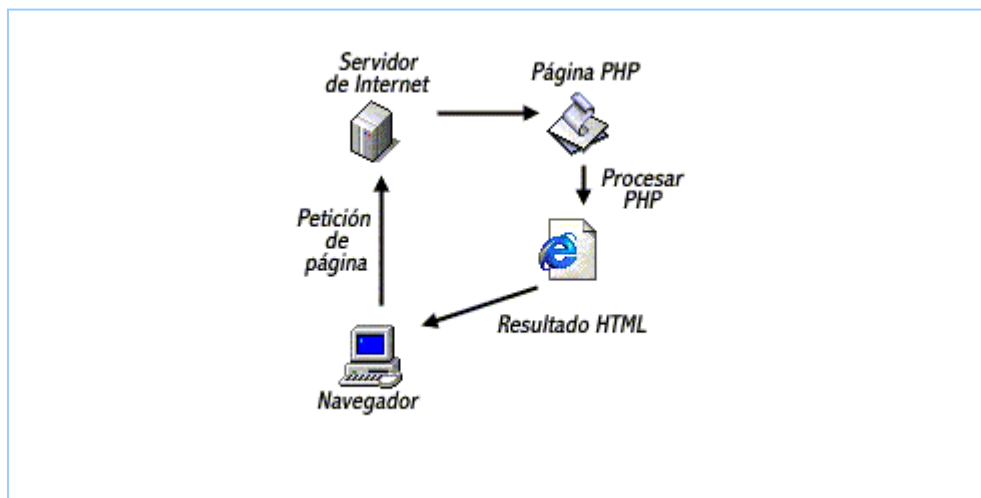 Servidor
de Internet
Página PHP
Procesar
PHP
Petición
de
página
Resultado HTML
Navegador